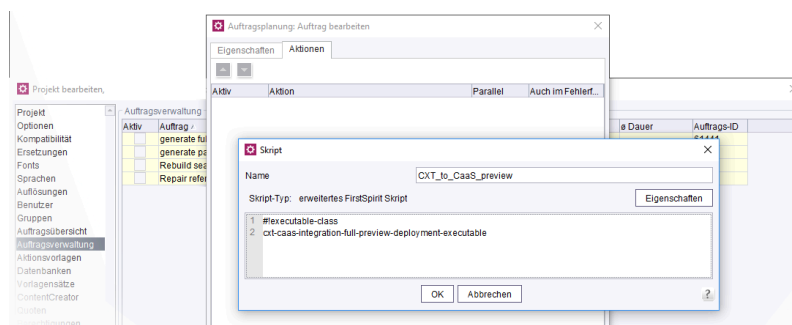 Auftragsplanung: Auftrag bearbeiten
Eigenschaften Aktionen
Aktiv Aktion Parallel Auch im Fehlerf...
Projekt bearbeiten,
Projekt
Optionen
Kompatibilität
Ersetzungen
Fonts
Sprachen
Auflösungen
Benutzer
Gruppen
Auftragsübersicht
Auftragsverwaltung
Aktionsvorlagen
Datenbanken
Vorlagensätze
ContentCreator
Quoten
Auftragsverwaltung
Aktiv Auftrag
generate ful
generate pa
Rebuild sea
Repair refer
ø Dauer Auftrags-ID
Skript
Name CXT_to_CaaS_preview
Skript-Typ: erweitertes FirstSpirit Skript Eigenschaften
1 #!executable-class
2 cxt-caas-integration-full-preview-deployment-executable
OK Abbrechen ?